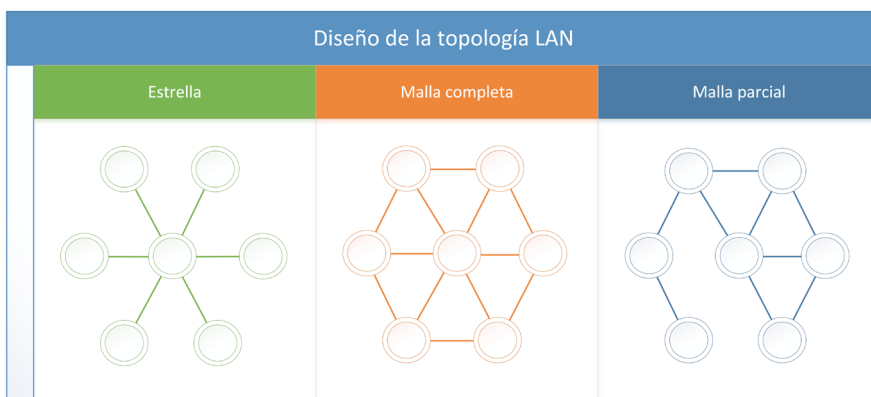 Diseño de la topología LAN
Estrella
Malla completa
Malla parcial